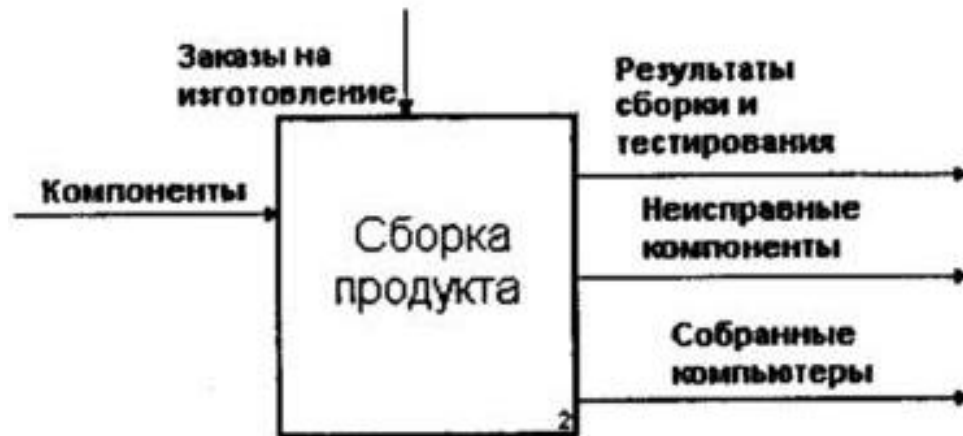 Заказы на
изготовление
Результаты
сборки и
тестирования
Компоненты
Неисправные
компоненты
Сборка
продукта
Собранные
компьютеры
2